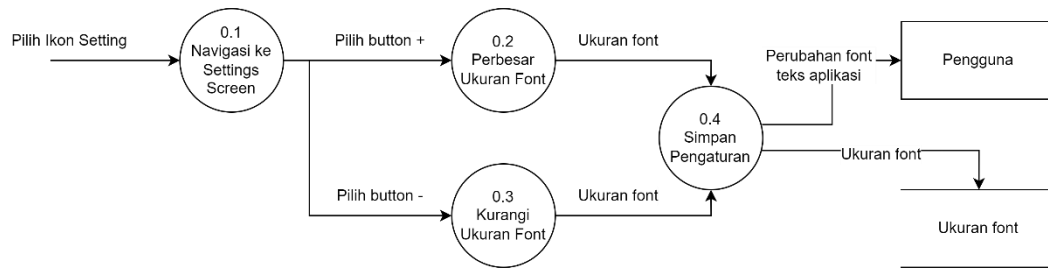 Pilih Ikon Setting
0.1
Navigasi ke
Settings
Screen
Pilih button +
0.2
Perbesar
Ukuran Font
Ukuran font
Perubahan font
teks aplikasi
Pengguna
0.4
Simpan
Pengaturan
Ukuran font
Pilih button -
0.3
Kurangi
Ukuran Font
Ukuran font
Ukuran font